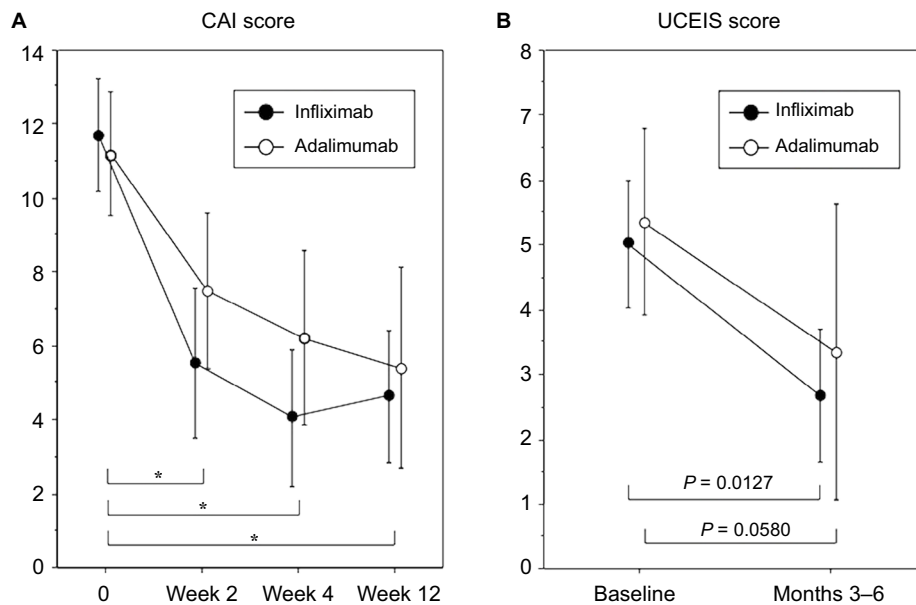 A
CAI score
14
12
10
8
6
4
2
0
Infliximab
Adalimumab
*
*
*
0
Week 2
Week 4
Week 12
B
UCEIS score
8
7
6
5
4
3
2
1
0
Infliximab
Adalimumab
P = 0.0127
P = 0.0580
Baseline
Months 3–6